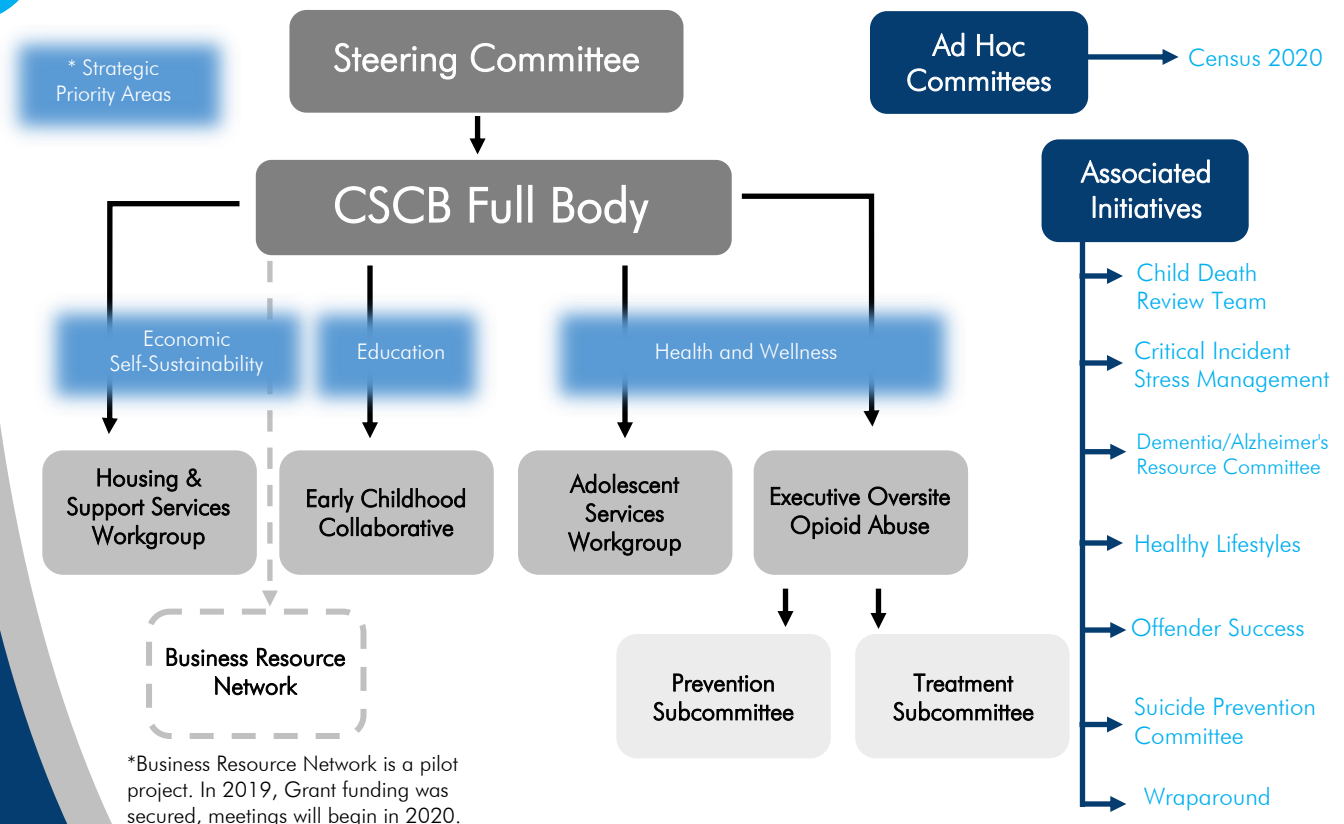 * Strategic
Priority Areas
Steering Committee
Ad Hoc
Committees
Census 2020
CSCB Full Body
Associated
Initiatives
Child Death
Review Team
Critical Incident
Stress Management
Dementia/Alzheimer's
Resource Committee
Healthy Lifestyles
Offender Success
Suicide Prevention
Committee
Wraparound
Economic
Self-Sustainability
Education
Health and Wellness
Housing &
Support Services
Workgroup
Early Childhood
Collaborative
Adolescent
Services
Workgroup
Executive Oversite
Opioid Abuse
Business Resource
Network
Prevention
Subcommittee
Treatment
Subcommittee
*Business Resource Network is a pilot
project. In 2019, Grant funding was
secured, meetings will begin in 2020.